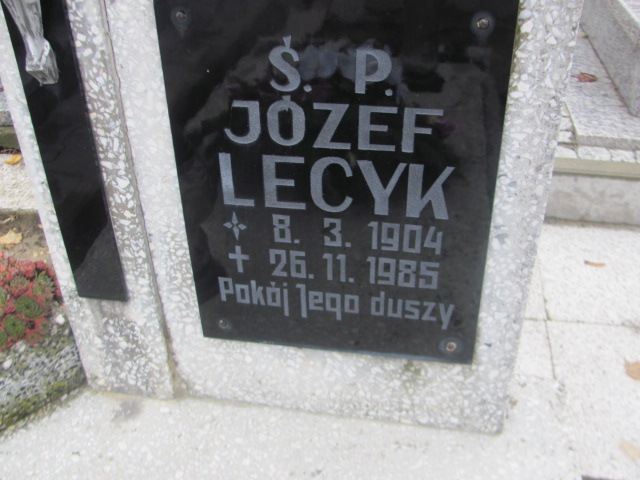 Ś. P.
JÓZEF
LECYK
8. 3. 1904
✝ 26. 11. 1985
Pokój Jego duszy